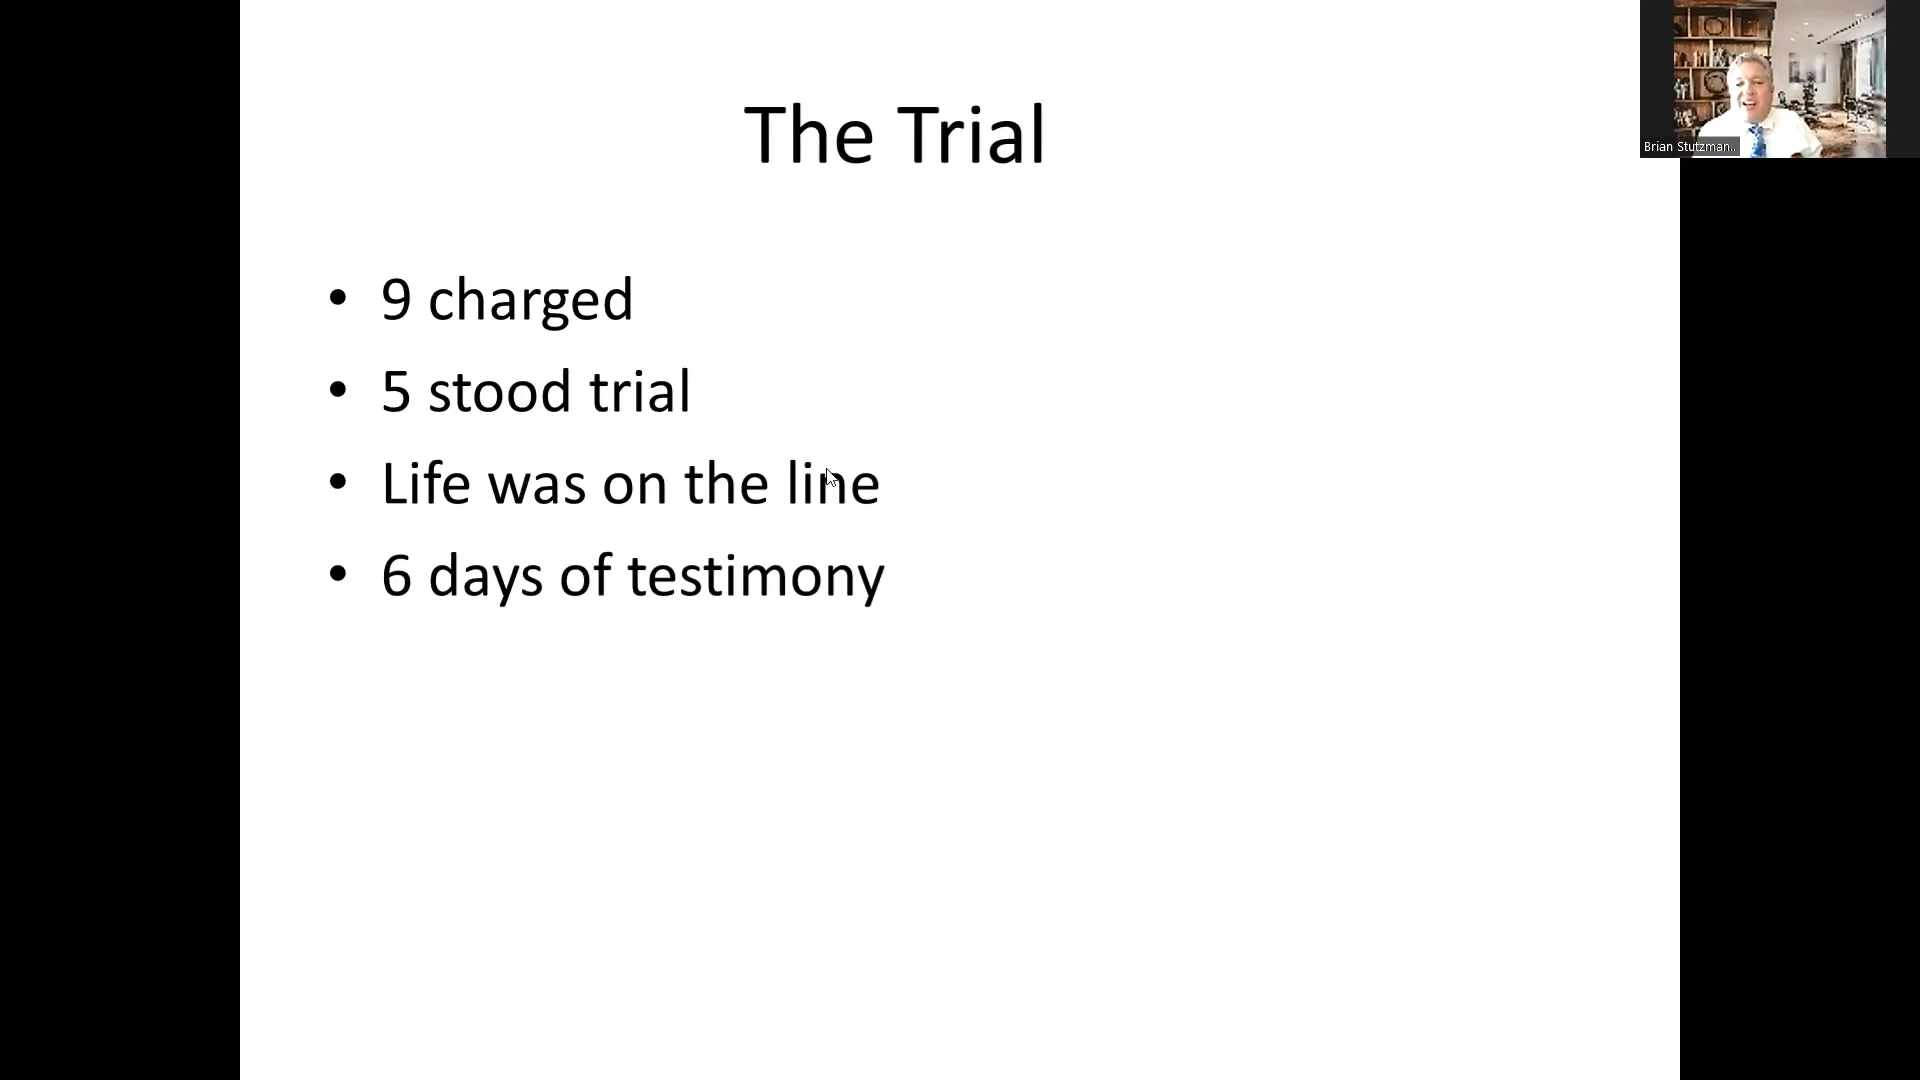 The Trial
• 9 charged
• 5 stood trial
• Life was on the line
• 6 days of testimony
Brian Stutzman..